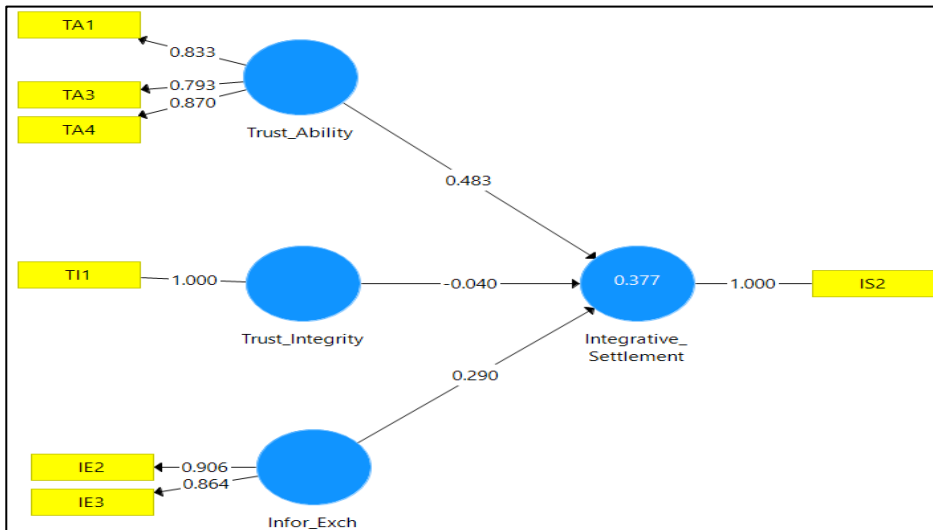 TA1
0.833
TA3
0.793
0.870
TA4
Trust_Ability
0.483
TI1
1.000
-0.040
0.377
1.000
IS2
Trust_Integrity
Integrative_
Settlement
0.290
IE2
0.906
0.864
IE3
Infor_Exch